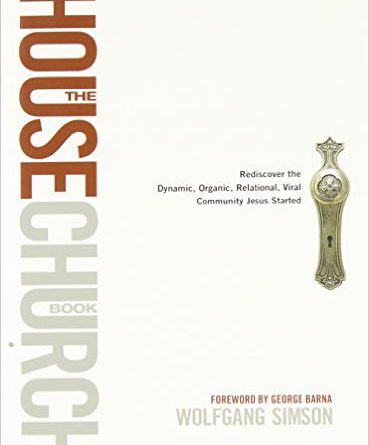 THE
HOUSE
CHURCH
BOOK
Rediscover the
Dynamic, Organic, Relational, Viral
Community Jesus Started
FOREWORD BY GEORGE BARNA
WOLFGANG SIMSON